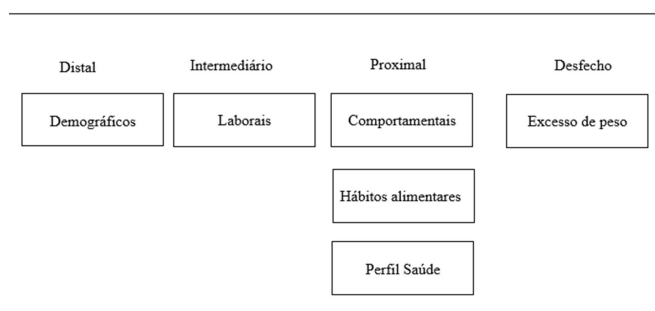 Distal
Intermediário
Proximal
Desfecho
Demográficos
Laborais
Comportamentais
Excesso de peso
Hábitos alimentares
Perfil Saúde